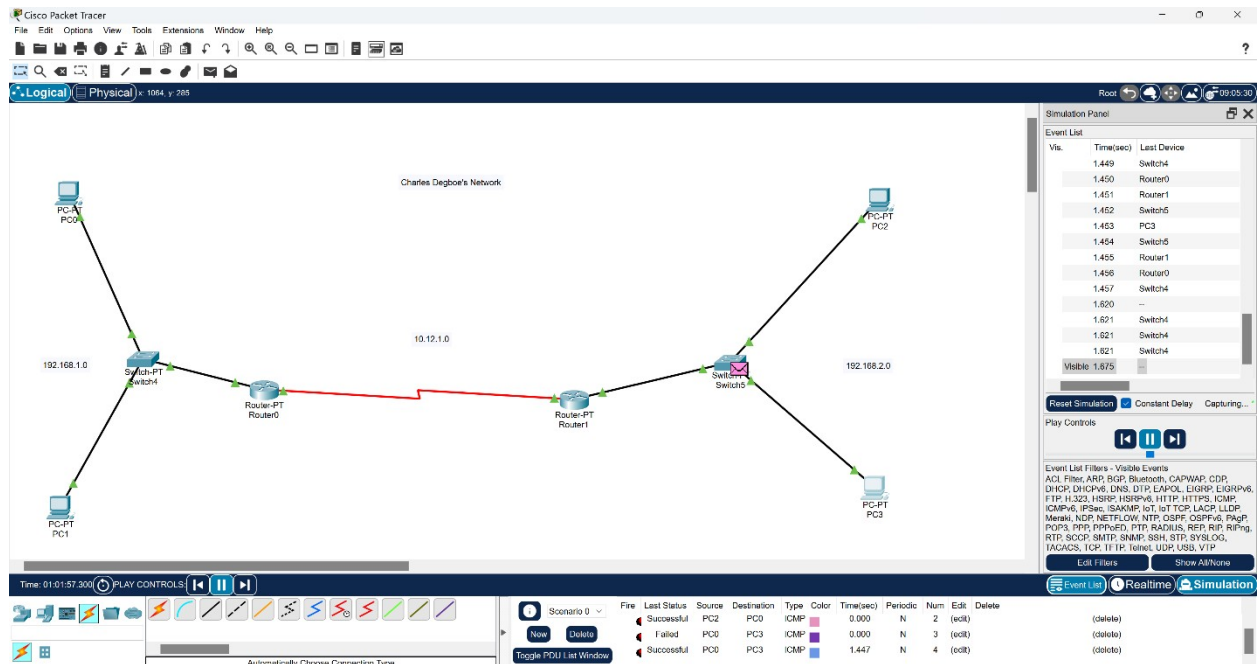 Cisco Packet Tracer
File Edit Options View Tools Extensions Window Help
?
Logical Physical x: 1064, y: 285
Root 09:05:30
Charles Degboe's Network
PC-PT
PC0
PC-PT
PC2
10.12.1.0
192.168.1.0
192.168.2.0
Switch-PT
Switch4
Switch5
Router-PT
Router0
Router-PT
Router1
PC-PT
PC1
PC-PT
PC3
Simulation Panel
Event List
Vis. Time(sec) Last Device
1.449 Switch4
1.450 Router0
1.451 Router1
1.452 Switch5
1.453 PC3
1.454 Switch5
1.455 Router1
1.456 Router0
1.457 Switch4
1.620 --
1.621 Switch4
1.621 Switch4
1.621 Switch4
Visible 1.675 --
Reset Simulation Constant Delay Capturing...
Play Controls
Event List Filters - Visible Events
ACL Filter, ARP, BGP, Bluetooth, CAPWAP, CDP,
DHCP, DHCPv6, DNS, DTP, EAPOL, EIGRP, EIGRPv6,
FTP, H.323, HSRP, HSRPv6, HTTP, HTTPS, ICMP,
ICMPv6, IPSec, ISAKMP, IoT, IoT TCP, LACP, LLDP,
Meraki, NDP, NETFLOW, NTP, OSPF, OSPFv6, PAgP,
POP3, PPP, PPPoED, PTP, RADIUS, REP, RIP, RIPng,
RTP, SCCP, SMTP, SNMP, SSH, STP, SYSLOG,
TACACS, TCP, TFTP, Telnet, UDP, USB, VTP
Edit Filters Show All/None
Time: 01:01:57.300 PLAY CONTROLS:
Event List Realtime Simulation
Scenario 0
New Delete
Toggle PDU List Window
Fire Last Status Source Destination Type Color Time(sec) Periodic Num Edit Delete
Successful PC2 PC0 ICMP 0.000 N 2 (edit) (delete)
Failed PC0 PC3 ICMP 0.000 N 3 (edit) (delete)
Successful PC0 PC3 ICMP 1.447 N 4 (edit) (delete)
Automatically Choose Connection Type